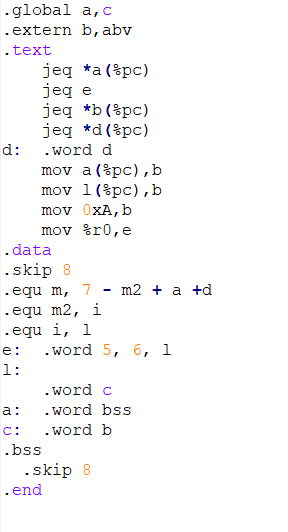 .global a,c
.extern b,abv
.text
    jeq *a(%pc)
    jeq e
    jeq *b(%pc)
    jeq *d(%pc)
d:  .word d
    mov a(%pc),b
    mov l(%pc),b
    mov 0xA,b
    mov %r0,e
.data
.skip 8
.equ m, 7 - m2 + a +d
.equ m2, i
.equ i, l
e:  .word 5, 6, l
l:
    .word c
a:  .word bss
c:  .word b
.bss
  .skip 8
.end